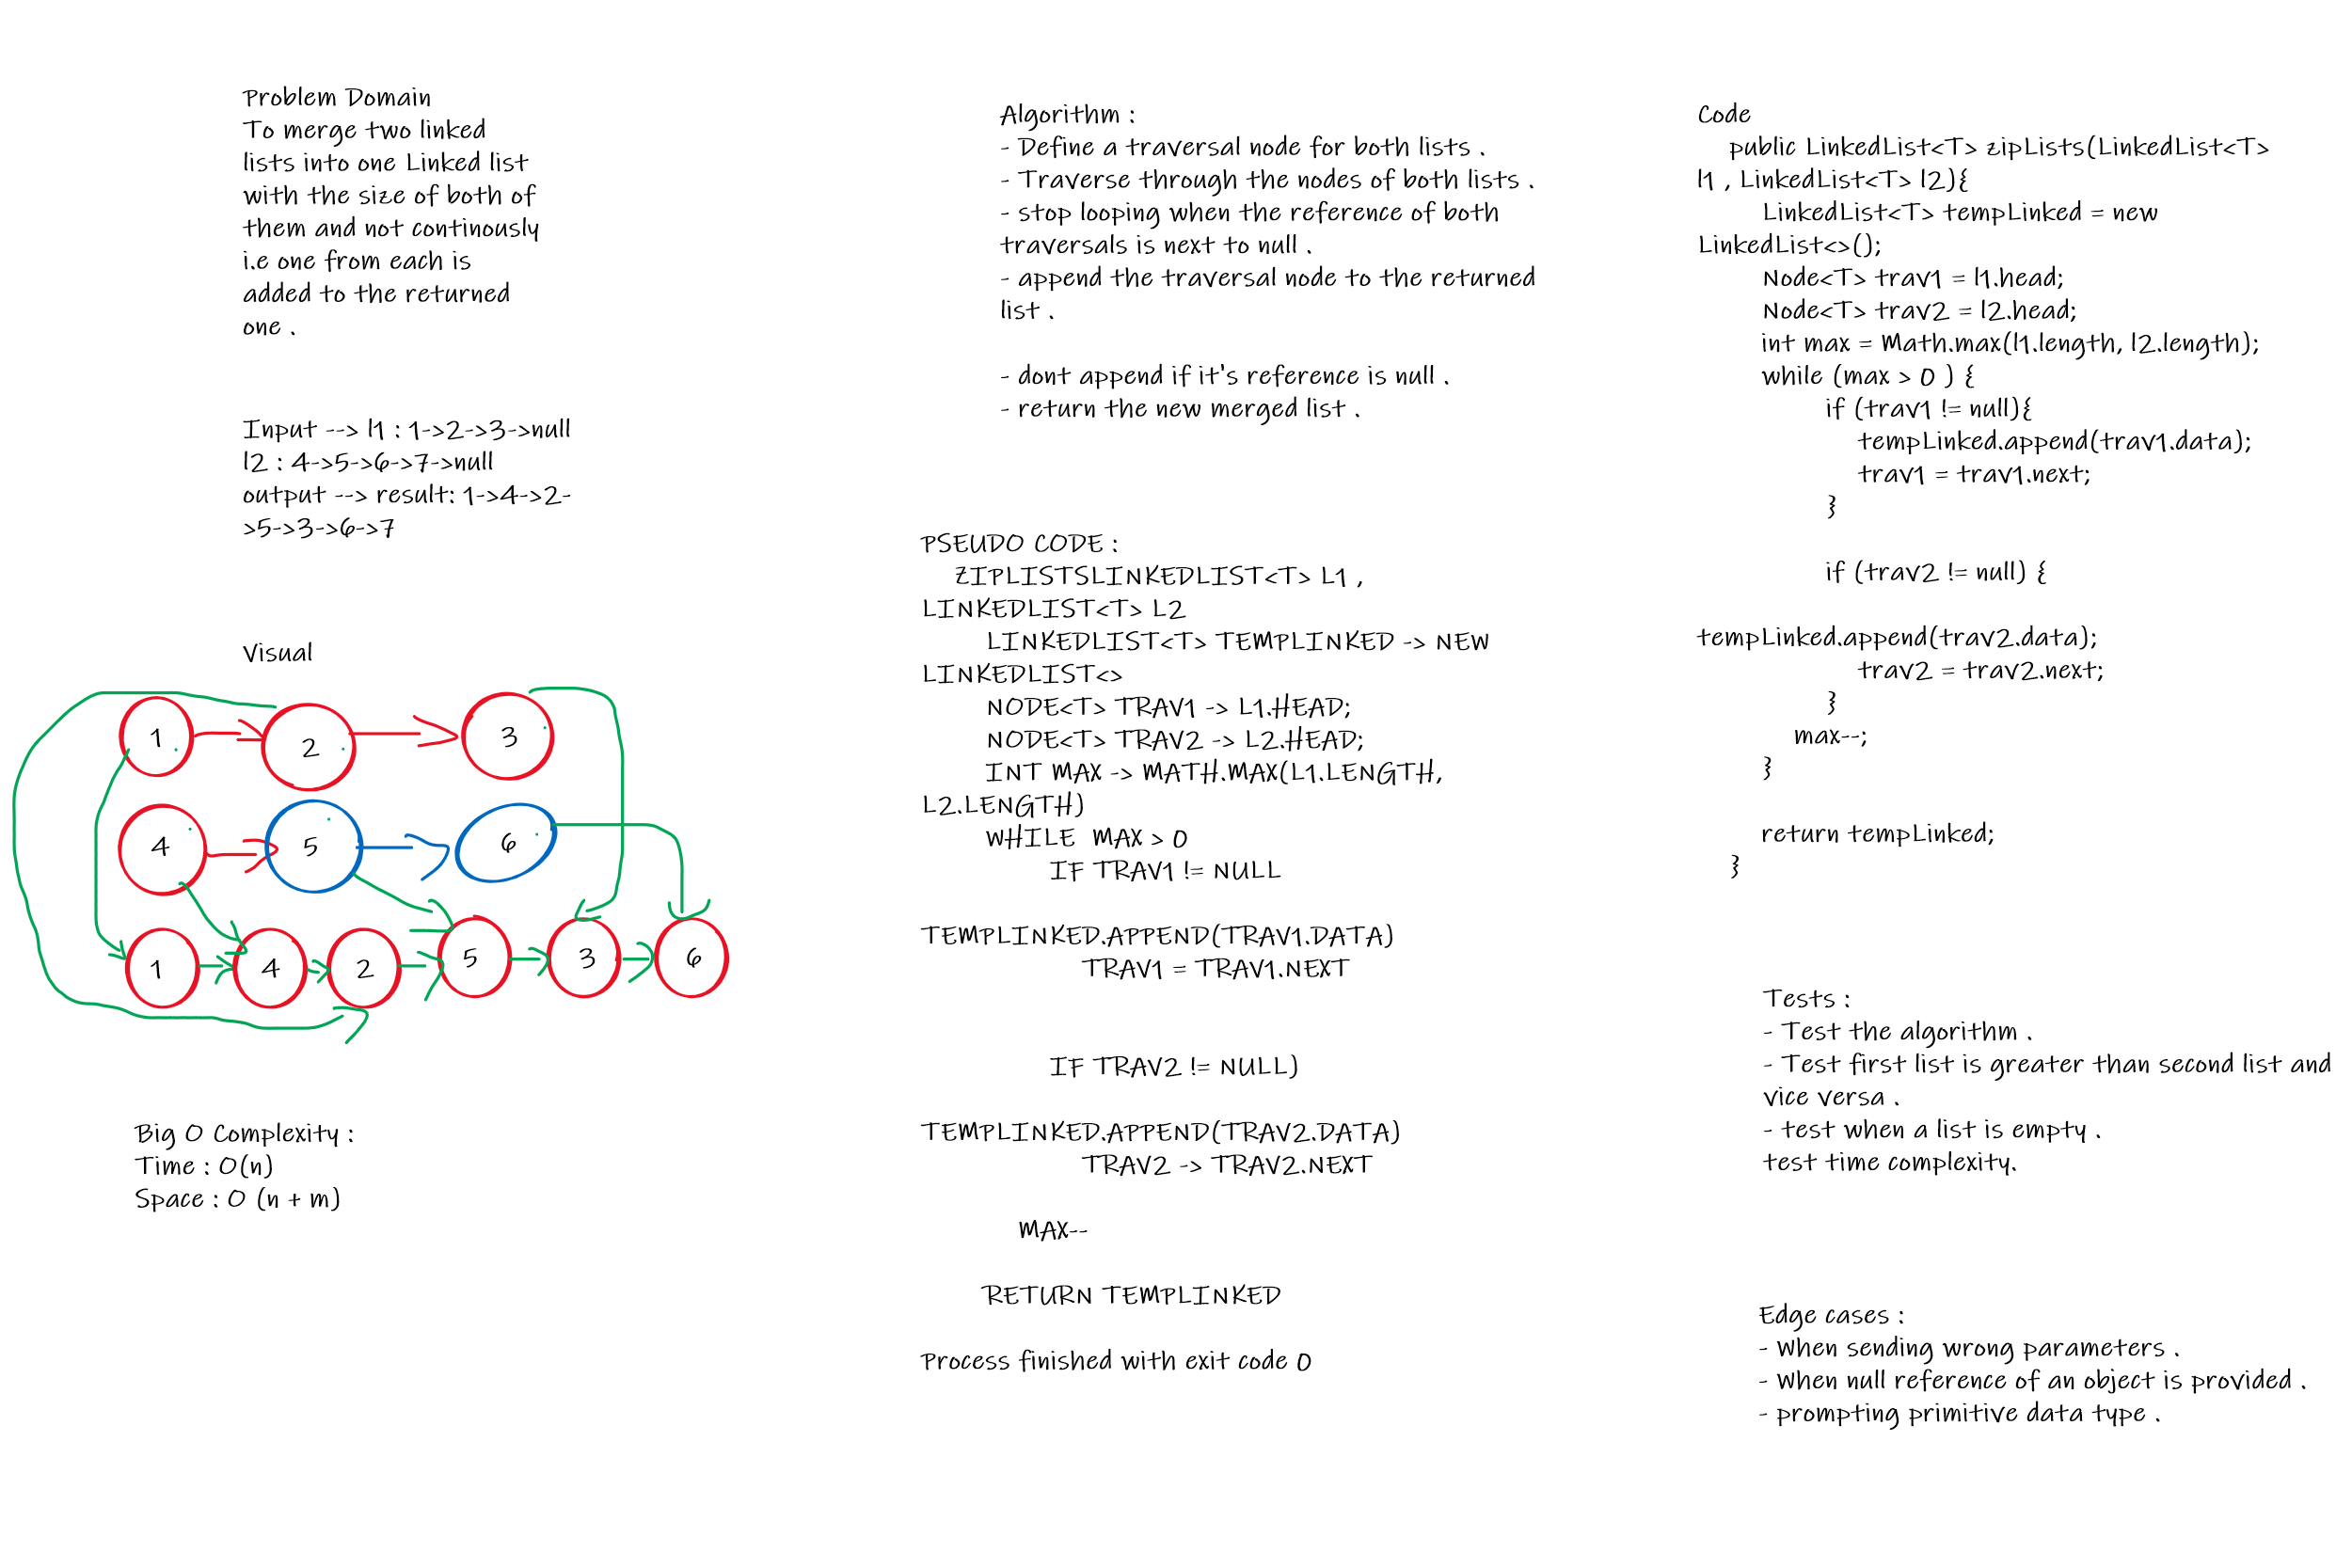 Problem Domain
To merge two linked
lists into one Linked list
with the size of both of
them and not continously
i.e one from each is
added to the returned
one .
Input --> l1 : 1->2->3->null
l2 : 4->5->6->7->null
output --> result: 1->4->2-
>5->3->6->7
Visual
1 2 3
4 5 6
1 4 2 5 3 6
Big O Complexity :
Time : O(n)
Space : O (n + m)
Algorithm :
- Define a traversal node for both lists .
- Traverse through the nodes of both lists .
- stop looping when the reference of both
traversals is next to null .
- append the traversal node to the returned
list .
- dont append if it's reference is null .
- return the new merged list .
PSEUDO CODE :
ZIPLISTSLINKEDLIST<T> L1 ,
LINKEDLIST<T> L2
LINKEDLIST<T> TEMPLINKED -> NEW
LINKEDLIST<>
NODE<T> TRAV1 -> L1.HEAD;
NODE<T> TRAV2 -> L2.HEAD;
INT MAX -> MATH.MAX(L1.LENGTH,
L2.LENGTH)
WHILE MAX > 0
IF TRAV1 != NULL
TEMPLINKED.APPEND(TRAV1.DATA)
TRAV1 = TRAV1.NEXT
IF TRAV2 != NULL)
TEMPLINKED.APPEND(TRAV2.DATA)
TRAV2 -> TRAV2.NEXT
MAX--
RETURN TEMPLINKED
Process finished with exit code 0
Code
public LinkedList<T> zipLists(LinkedList<T>
l1 , LinkedList<T> l2){
LinkedList<T> tempLinked = new
LinkedList<>();
Node<T> trav1 = l1.head;
Node<T> trav2 = l2.head;
int max = Math.max(l1.length, l2.length);
while (max > 0 ) {
if (trav1 != null){
tempLinked.append(trav1.data);
trav1 = trav1.next;
}
if (trav2 != null) {
tempLinked.append(trav2.data);
trav2 = trav2.next;
}
max--;
}
return tempLinked;
}
Tests :
- Test the algorithm .
- Test first list is greater than second list and
vice versa .
- test when a list is empty .
test time complexity.
Edge cases :
- When sending wrong parameters .
- When null reference of an object is provided .
- prompting primitive data type .